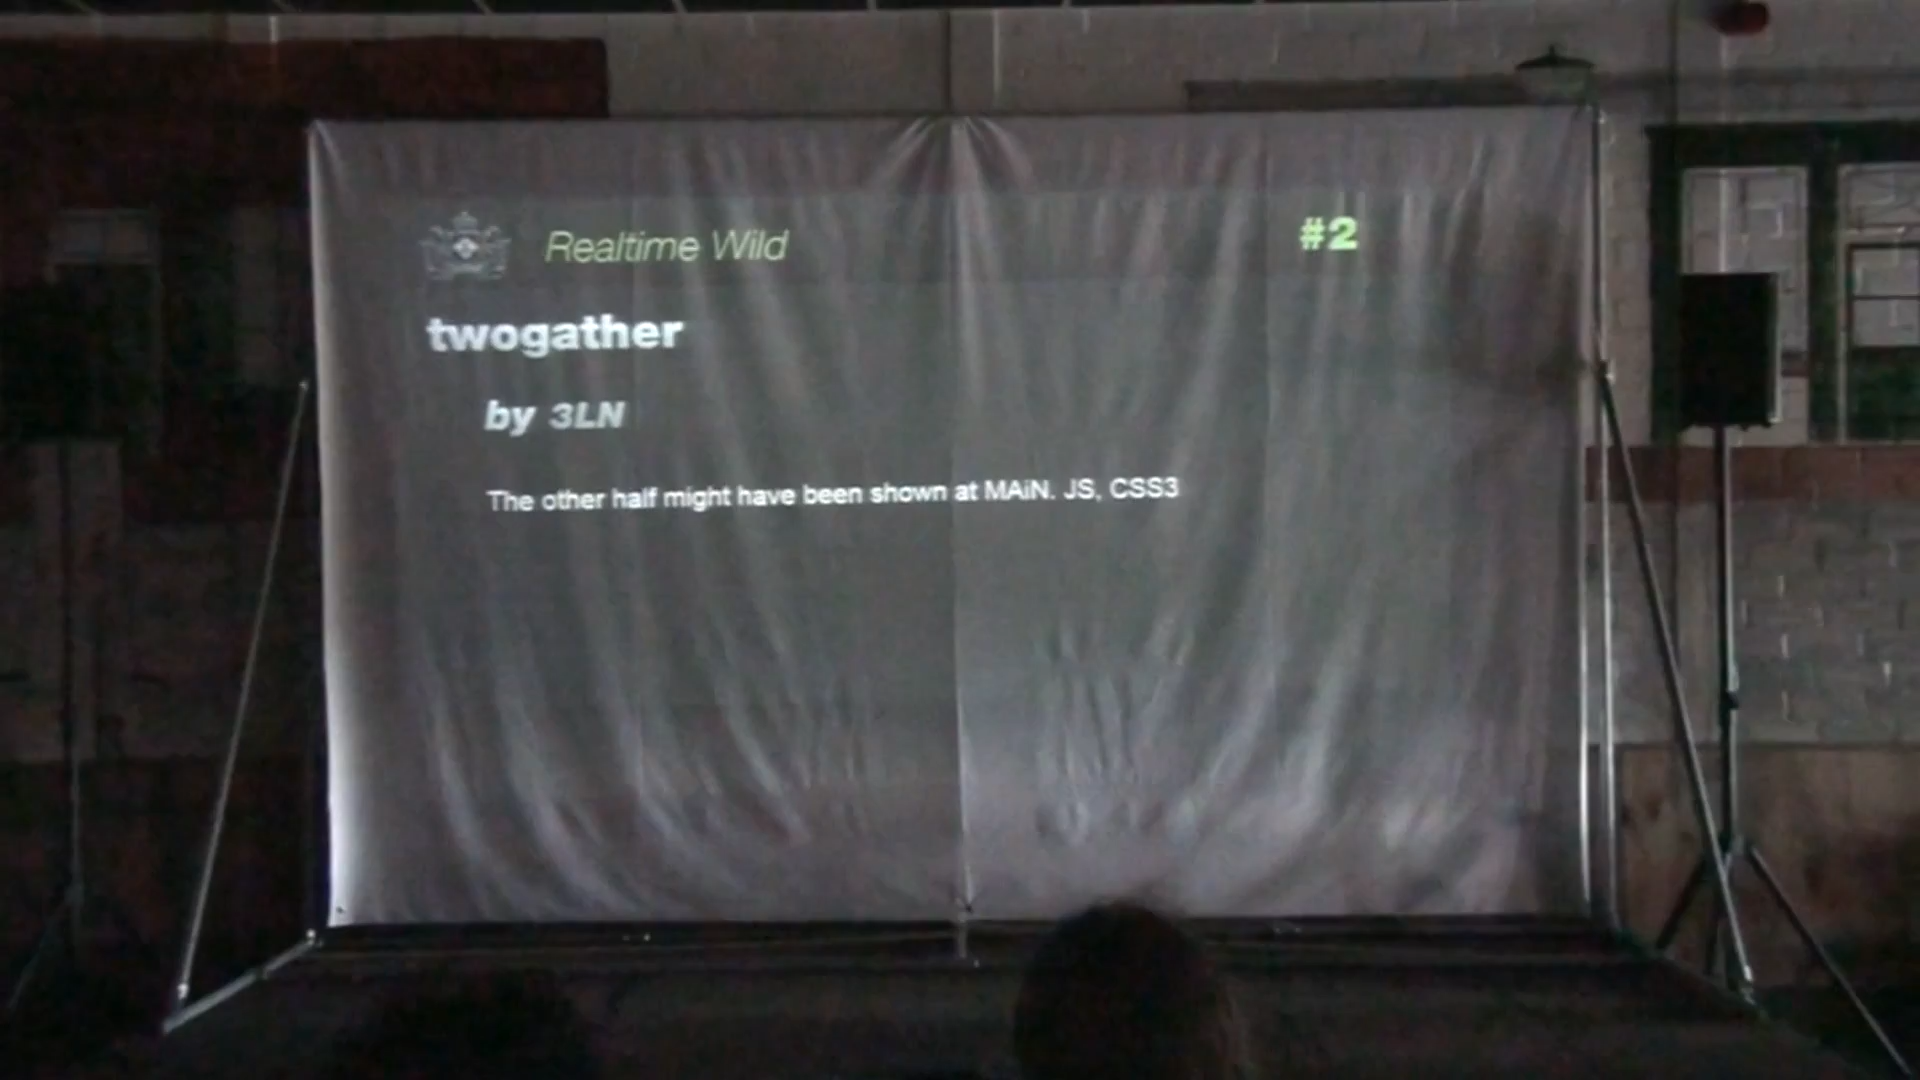 Realtime Wild
#2
twogather
by 3LN
The other half might have been shown at MAiN. JS, CSS3